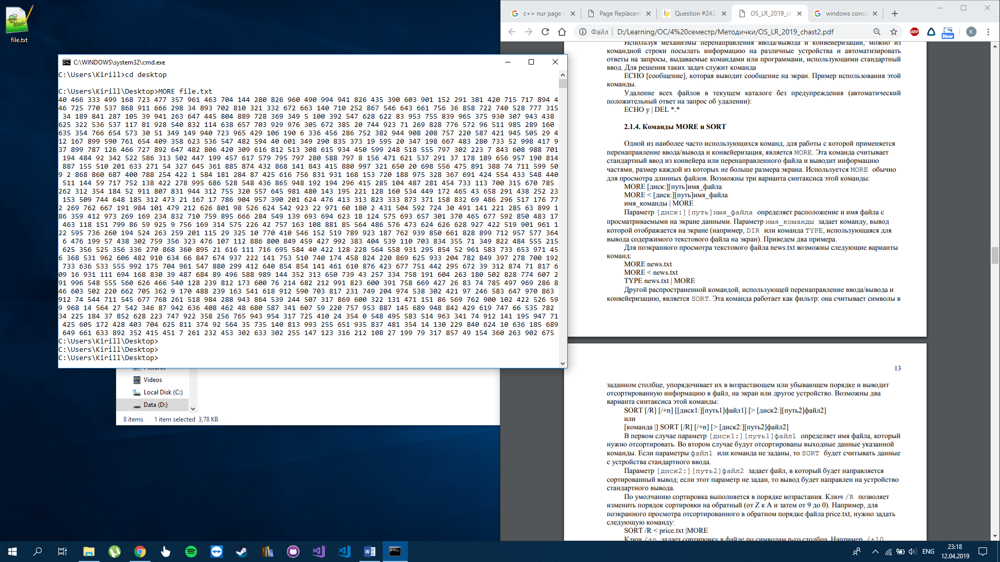 file.txt
C:\WINDOWS\system32\cmd.exe
C:\Users\Kirill>cd desktop
C:\Users\Kirill\Desktop>MORE file.txt
40 466 333 499 168 723 477 357 961 463 704 144 280 826 960 490 994 941 826 435 390 603 901 152 291 381 420 715 717 894 4
46 725 770 537 868 911 666 298 34 893 702 810 321 332 672 663 140 710 252 867 546 643 661 756 36 858 722 740 528 777 315
34 189 841 287 105 39 941 263 647 445 804 889 728 369 349 5 100 392 547 628 622 83 953 755 839 965 375 930 307 943 438
625 322 536 537 117 81 928 540 832 114 638 657 703 929 976 305 672 385 20 744 923 71 269 828 776 572 96 511 985 289 160
635 354 766 654 573 30 51 349 149 940 723 965 429 106 190 6 336 456 286 752 382 944 908 208 757 220 587 421 945 505 29 4
12 167 899 590 761 654 409 358 623 536 547 482 594 40 601 349 290 835 373 19 595 20 347 198 667 483 280 733 52 998 417 9
37 899 787 126 466 727 892 647 482 806 420 309 616 812 513 308 615 934 450 599 248 518 555 797 302 223 7 843 608 988 701
194 484 92 342 522 586 313 502 447 199 457 617 579 795 797 280 588 797 8 156 471 621 537 291 37 178 189 656 957 190 814
887 155 510 201 633 271 54 327 645 361 885 874 432 868 141 843 415 880 997 321 650 20 698 556 475 891 388 74 711 599 50
9 2 868 860 687 400 788 254 422 1 584 181 284 87 425 616 756 831 931 168 153 720 188 975 328 367 691 424 554 433 548 440
511 144 59 717 752 138 422 278 995 686 528 548 436 865 948 192 194 296 415 285 104 487 281 454 733 113 700 315 670 785
262 312 354 184 52 911 807 831 944 312 755 320 557 645 981 480 143 195 221 128 160 534 449 172 465 43 658 291 438 252 23
153 509 744 648 185 312 473 21 167 17 786 904 957 390 201 624 476 413 313 823 333 873 371 158 832 69 486 296 517 176 77
2 269 762 667 191 984 101 479 212 626 801 98 526 624 542 923 22 971 60 180 2 431 504 592 724 30 491 141 221 285 63 899 1
86 359 412 973 269 169 234 832 710 759 895 666 284 549 139 693 694 623 18 124 575 693 657 301 370 465 677 592 850 483 17
463 118 151 799 86 59 925 9 756 169 314 575 226 42 757 163 108 881 85 564 486 576 473 624 626 628 927 422 519 901 961 1
22 595 736 260 194 524 263 259 201 115 29 325 10 770 410 546 152 519 789 923 187 762 939 850 661 828 899 712 957 577 364
6 476 199 57 438 302 759 356 323 476 107 112 886 800 849 459 427 992 383 404 539 110 703 834 355 71 349 822 484 555 215
625 356 525 356 336 270 868 360 895 21 616 111 716 695 584 40 422 128 228 564 558 931 295 854 52 961 583 733 653 971 45
6 368 531 962 606 482 910 634 66 847 674 937 222 141 753 510 740 174 458 824 220 869 625 933 204 782 849 397 278 700 192
733 636 533 555 992 175 704 961 547 880 299 412 640 854 854 141 461 610 876 423 677 751 442 295 672 39 312 874 71 817 6
09 16 931 111 694 168 830 39 487 684 89 496 588 989 144 352 313 650 739 43 257 334 758 191 604 263 180 502 828 774 607 2
91 996 548 555 560 626 466 540 128 239 812 173 600 76 214 682 212 991 823 600 391 758 669 427 26 83 74 785 497 969 286 8
46 603 502 220 662 705 362 9 170 488 239 163 541 618 912 590 703 817 231 749 204 974 538 302 421 97 246 583 647 970 863
912 74 544 711 545 677 768 261 518 984 288 943 864 539 244 507 317 869 600 322 131 471 151 86 569 762 900 102 422 526 59
9 968 14 564 27 542 346 87 942 636 408 462 48 680 587 341 607 59 220 757 953 887 145 689 948 842 429 619 747 66 535 782
34 225 184 37 852 628 223 747 922 358 256 765 943 954 317 725 410 24 354 0 548 495 583 514 963 341 74 912 141 195 947 71
425 605 172 428 403 704 625 811 374 92 564 35 735 140 813 993 255 651 935 837 481 354 14 130 229 840 624 10 636 185 689
649 661 633 892 352 415 451 7 261 232 453 302 633 302 255 147 123 316 212 108 27 199 79 317 857 49 154 360 263 902 675
C:\Users\Kirill\Desktop>
C:\Users\Kirill\Desktop>
C:\Users\Kirill\Desktop>
Pictures
Videos
Local Disk (C:)
Data (D:)
8 items 1 item selected 3,78 KB
c++ nur page Page Replacem Question #242 OS_LR_2019_ch windows conso
Файл D:/Learning/ОС/4%20семестр/Методички/OS_LR_2019_chast2.pdf
ABP New K
Используя механизмы перенаправления ввода/вывода и конвейеризации, можно из
командной строки посылать информацию на различные устройства и автоматизировать
ответы на запросы, выдаваемые командами или программами, использующими стандартный
ввод. Для решения таких задач служит команда
ECHO [сообщение], которая выводит сообщение на экран. Пример использования этой
команды.
Удаление всех файлов в текущем каталоге без предупреждения (автоматический
положительный ответ на запрос об удалении):
ECHO y | DEL *.*
2.1.4. Команды MORE и SORT
Одной из наиболее часто использующихся команд, для работы с которой применяется
перенаправление ввода/вывода и конвейеризация, является MORE. Эта команда считывает
стандартный ввод из конвейера или перенаправленного файла и выводит информацию
частями, размер каждой из которых не больше размера экрана. Используется MORE обычно
для просмотра длинных файлов. Возможны три варианта синтаксиса этой команды:
MORE [диск:][путь]имя_файла
MORE < [диск:][путь]имя_файла
имя_команды | MORE
Параметр [диск:][путь]имя_файла определяет расположение и имя файла с
просматриваемыми на экране данными. Параметр имя_команды задает команду, вывод
которой отображается на экране (например, DIR или команда TYPE, использующаяся для
вывода содержимого текстового файла на экран). Приведем два примера.
Для поэкранного просмотра текстового файла news.txt возможны следующие варианты
команд:
MORE news.txt
MORE < news.txt
TYPE news.txt | MORE
Другой распространенной командой, использующей перенаправление ввода/вывода и
конвейеризацию, является SORT. Эта команда работает как фильтр: она считывает символы в
13
заданном столбце, упорядочивает их в возрастающем или убывающем порядке и выводит
отсортированную информацию в файл, на экран или другое устройство. Возможны два
варианта синтаксиса этой команды:
SORT [/R] [/+n] [[диск1:][путь1]файл1] [> [диск2:][путь2]файл2]
или
[команда |] SORT [/R] [/+n] [> [диск2:][путь2]файл2]
В первом случае параметр [диск1:][путь1]файл1 определяет имя файла, который
нужно отсортировать. Во втором случае будут отсортированы выходные данные указанной
команды. Если параметры файл1 или команда не заданы, то SORT будет считывать данные
с устройства стандартного ввода.
Параметр [диск2:][путь2]файл2 задает файл, в который будет направляется
сортированный вывод; если этот параметр не задан, то вывод будет направлен на устройство
стандартного вывода.
По умолчанию сортировка выполняется в порядке возрастания. Ключ /R позволяет
изменить порядок сортировки на обратный (от Z к A и затем от 9 до 0). Например, для
поэкранного просмотра отсортированного в обратном порядке файла price.txt, нужно задать
следующую команду:
SORT /R < price.txt |MORE
Ключ /+n задает сортировку в файле по символам n-го столбца. Например, /+10
ENG 23:18
12.04.2019